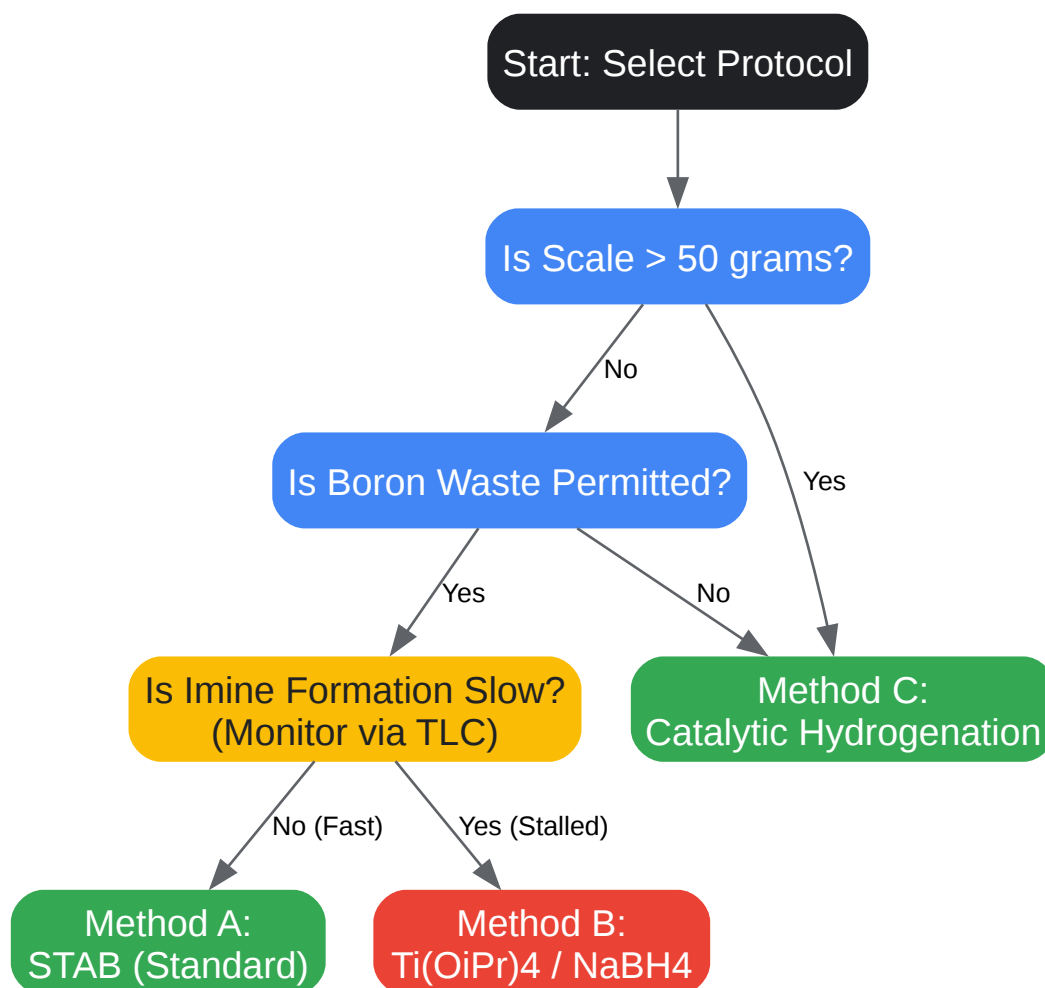 Start: Select Protocol
Is Scale > 50 grams?
No
Yes
Is Boron Waste Permitted?
Yes
No
Is Imine Formation Slow?
(Monitor via TLC)
Method C:
Catalytic Hydrogenation
No (Fast)
Yes (Stalled)
Method A:
STAB (Standard)
Method B:
Ti(OiPr)4 / NaBH4